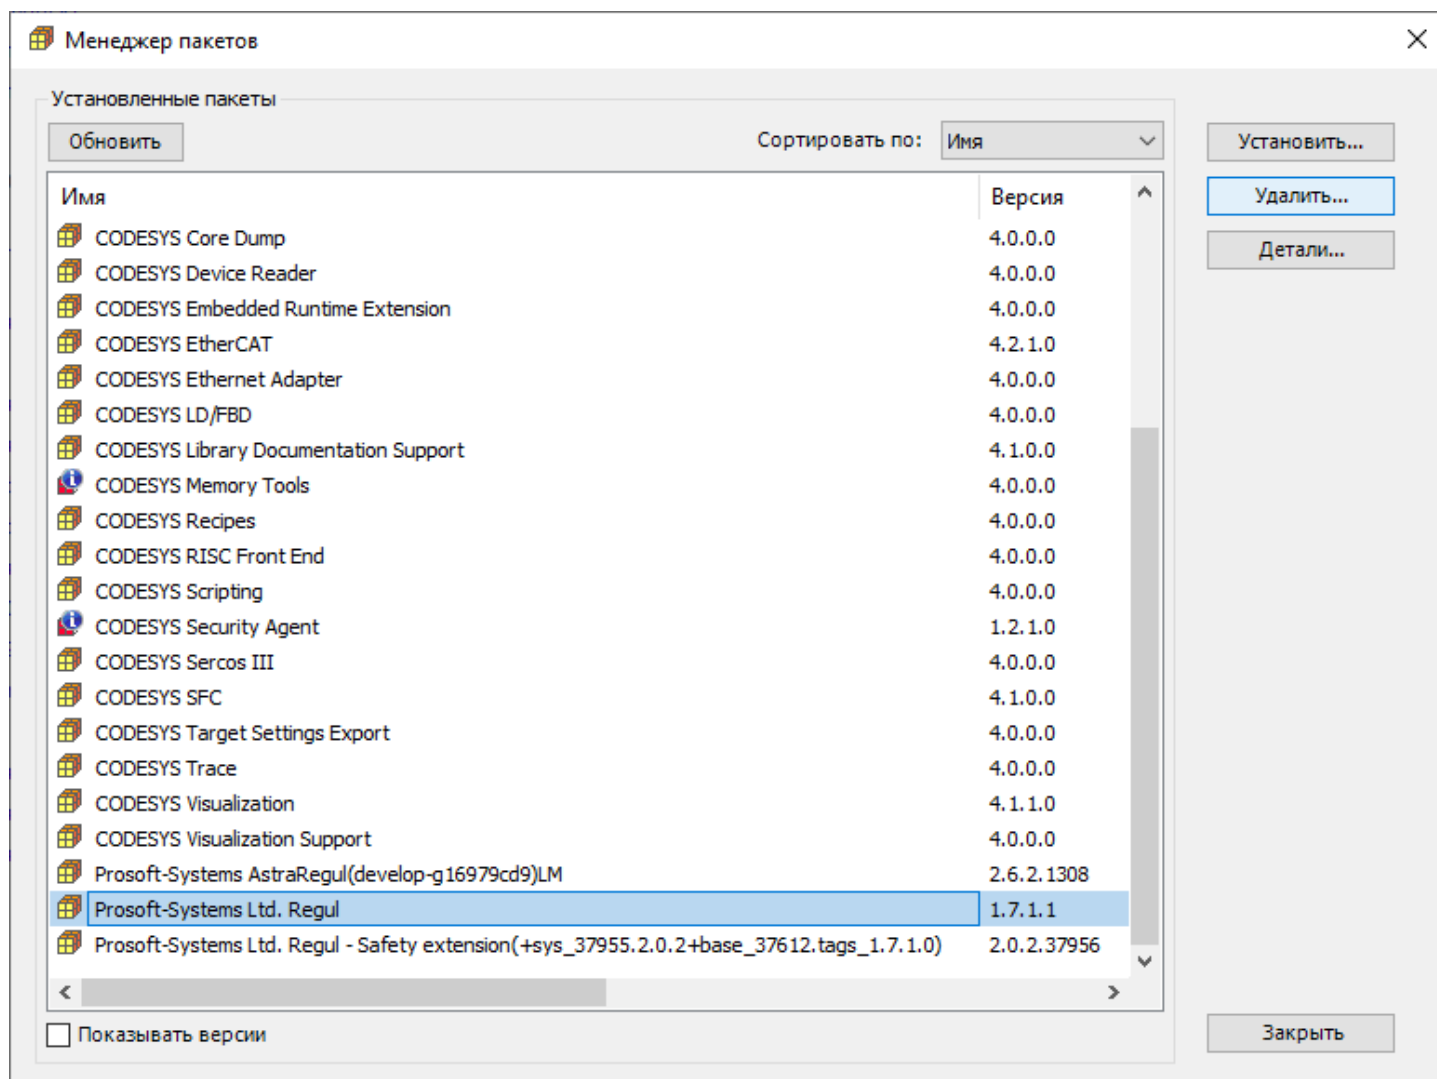 Менеджер пакетов
Установленные пакеты
Обновить Сортировать по: Имя Установить...
Имя Версия Удалить...
CODESYS Core Dump 4.0.0.0 Детали...
CODESYS Device Reader 4.0.0.0
CODESYS Embedded Runtime Extension 4.0.0.0
CODESYS EtherCAT 4.2.1.0
CODESYS Ethernet Adapter 4.0.0.0
CODESYS LD/FBD 4.0.0.0
CODESYS Library Documentation Support 4.1.0.0
CODESYS Memory Tools 4.0.0.0
CODESYS Recipes 4.0.0.0
CODESYS RISC Front End 4.0.0.0
CODESYS Scripting 4.0.0.0
CODESYS Security Agent 1.2.1.0
CODESYS Sercos III 4.0.0.0
CODESYS SFC 4.1.0.0
CODESYS Target Settings Export 4.0.0.0
CODESYS Trace 4.0.0.0
CODESYS Visualization 4.1.1.0
CODESYS Visualization Support 4.0.0.0
Prosoft-Systems AstraRegul(develop-g16979cd9)LM 2.6.2.1308
Prosoft-Systems Ltd. Regul 1.7.1.1
Prosoft-Systems Ltd. Regul - Safety extension(+sys_37955.2.0.2+base_37612.tags_1.7.1.0) 2.0.2.37956
Показывать версии Закрыть